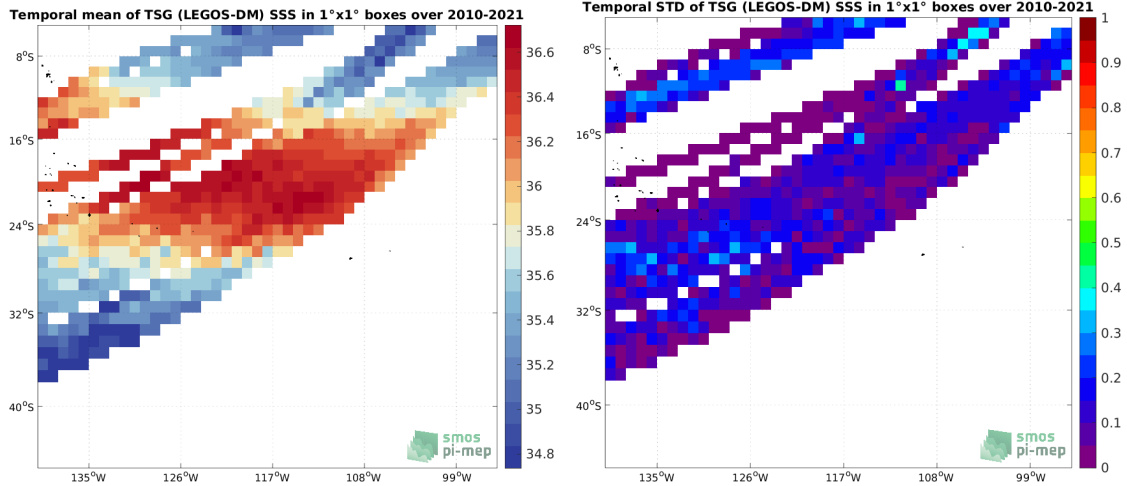 Temporal mean of TSG (LEGOS-DM) SSS in 1°x1° boxes over 2010-2021
8°S
16°S
24°S
32°S
40°S
135°W
126°W
117°W
108°W
99°W
36.6
36.4
36.2
36
35.8
35.6
35.4
35.2
35
34.8
smos
pi-mep
Temporal STD of TSG (LEGOS-DM) SSS in 1°x1° boxes over 2010-2021
8°S
16°S
24°S
32°S
40°S
135°W
126°W
117°W
108°W
99°W
1
0.9
0.8
0.7
0.6
0.5
0.4
0.3
0.2
0.1
0
smos
pi-mep